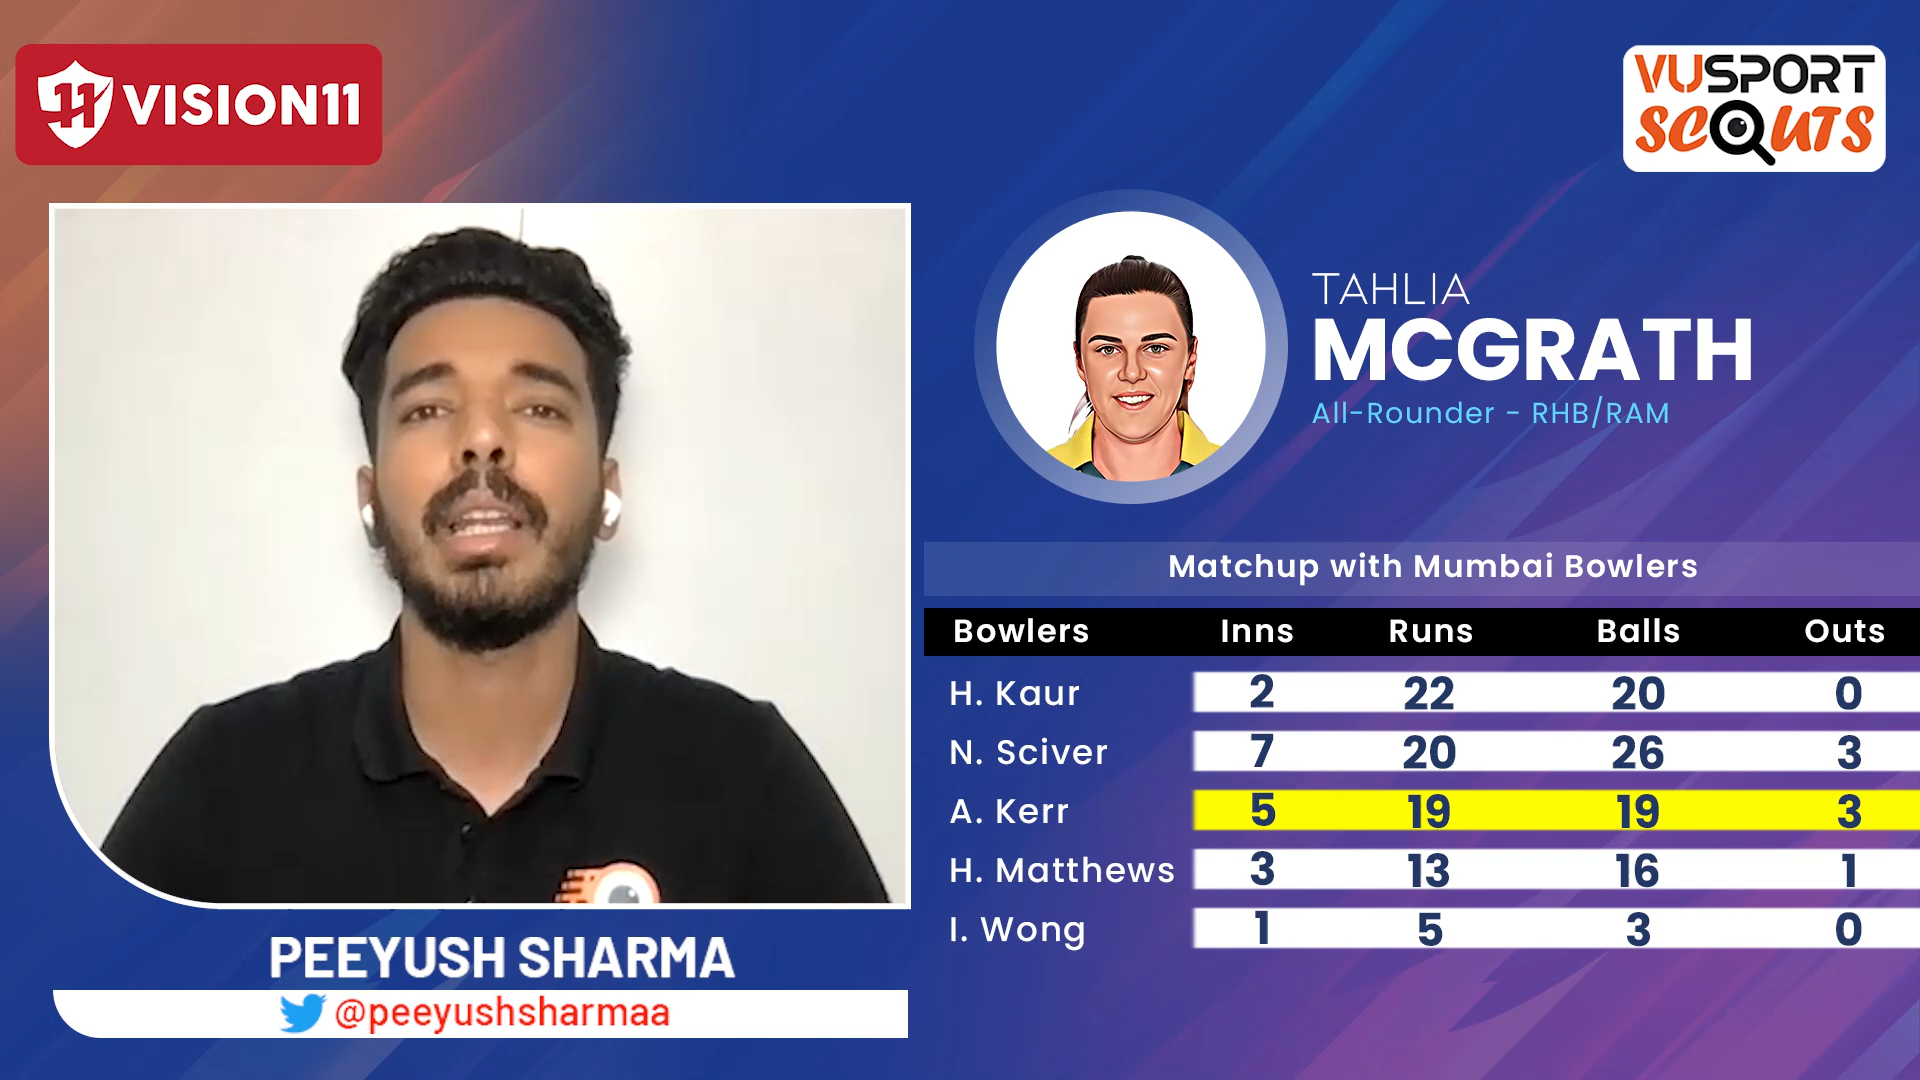 11 VISION11
VUSPORT
SCOUTS
TAHLIA
MCGRATH
All-Rounder - RHB/RAM
Matchup with Mumbai Bowlers
Bowlers Inns Runs Balls Outs
H. Kaur 2 22 20 0
N. Sciver 7 20 26 3
A. Kerr 5 19 19 3
H. Matthews 3 13 16 1
I. Wong 1 5 3 0
PEEYUSH SHARMA
@peeyushsharmaa